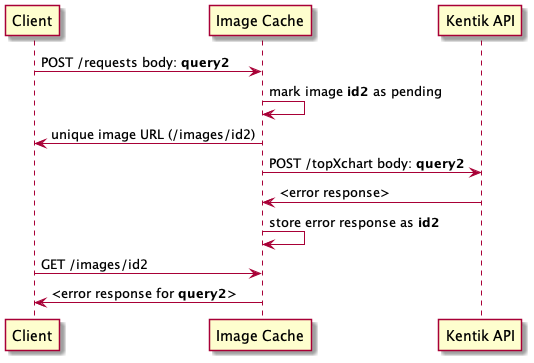 Client Image Cache Kentik API
POST /requests body: query2
mark image id2 as pending
unique image URL (/images/id2)
POST /topXchart body: query2
<error response>
store error response as id2
GET /images/id2
<error response for query2>
Client Image Cache Kentik API